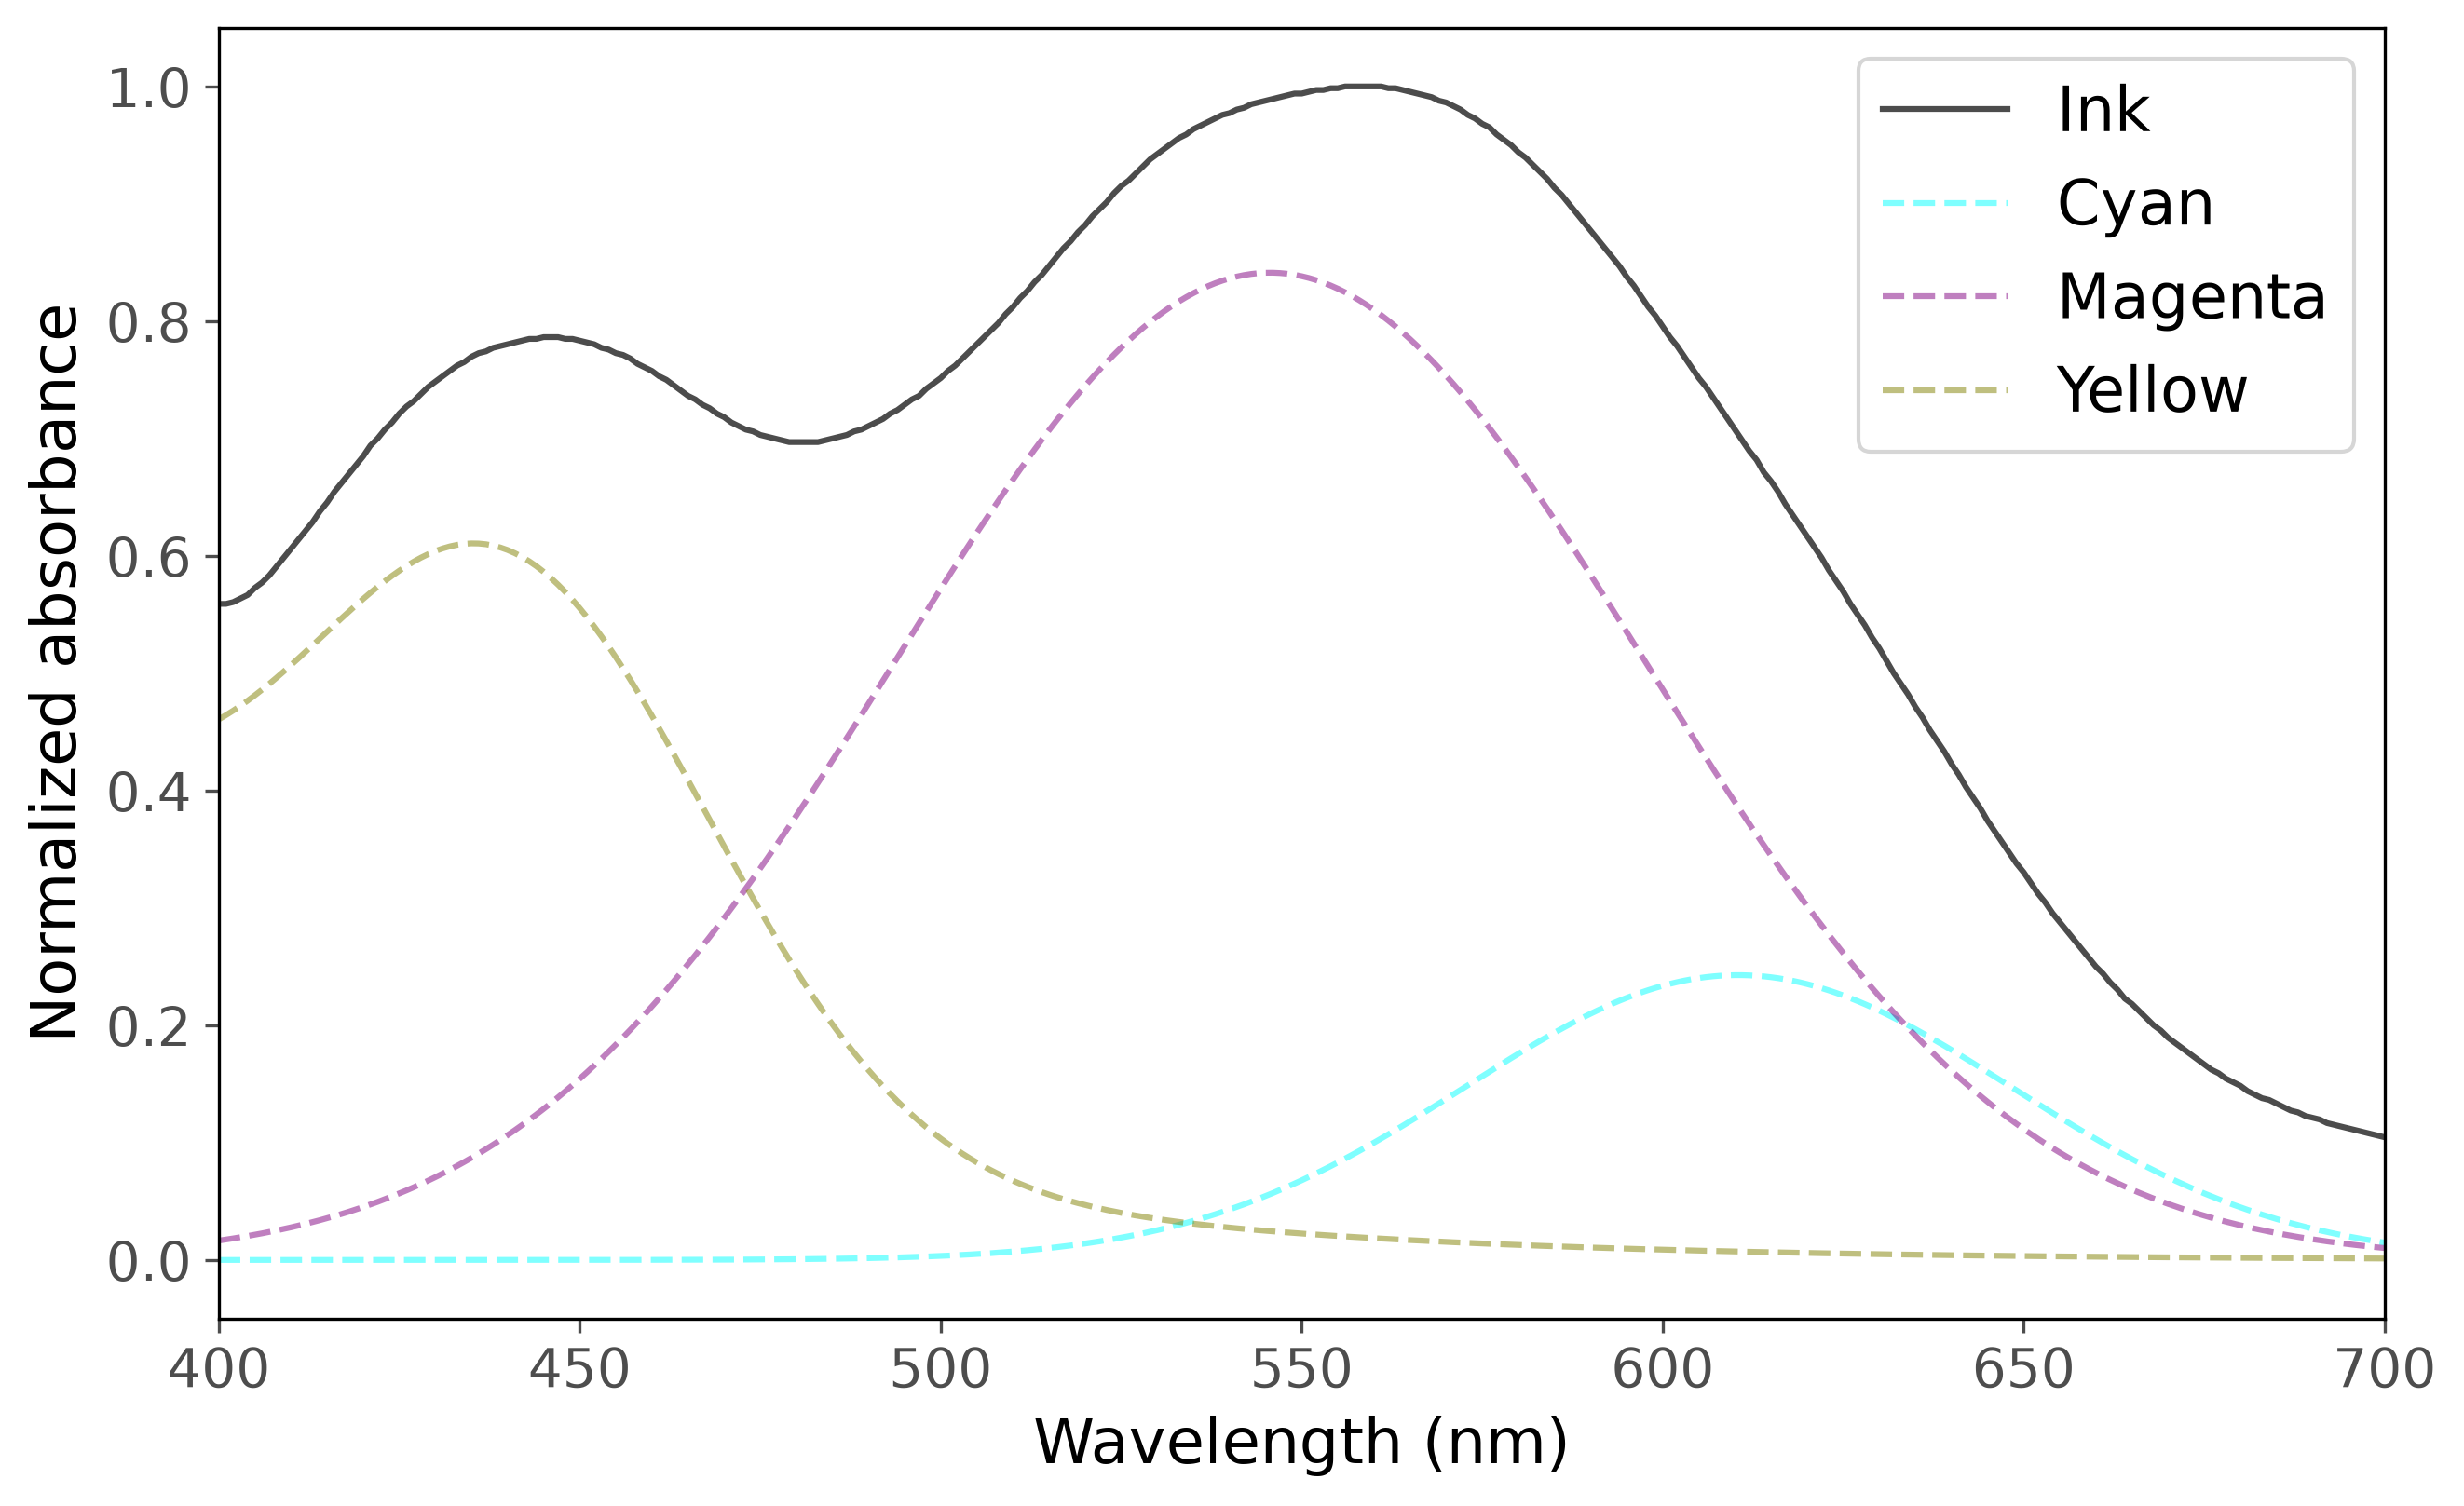 Normalized absorbance
1.0
0.8
0.6
0.4
0.2
0.0
Ink
Cyan
Magenta
Yellow
400 450 500 550 600 650 700
Wavelength (nm)